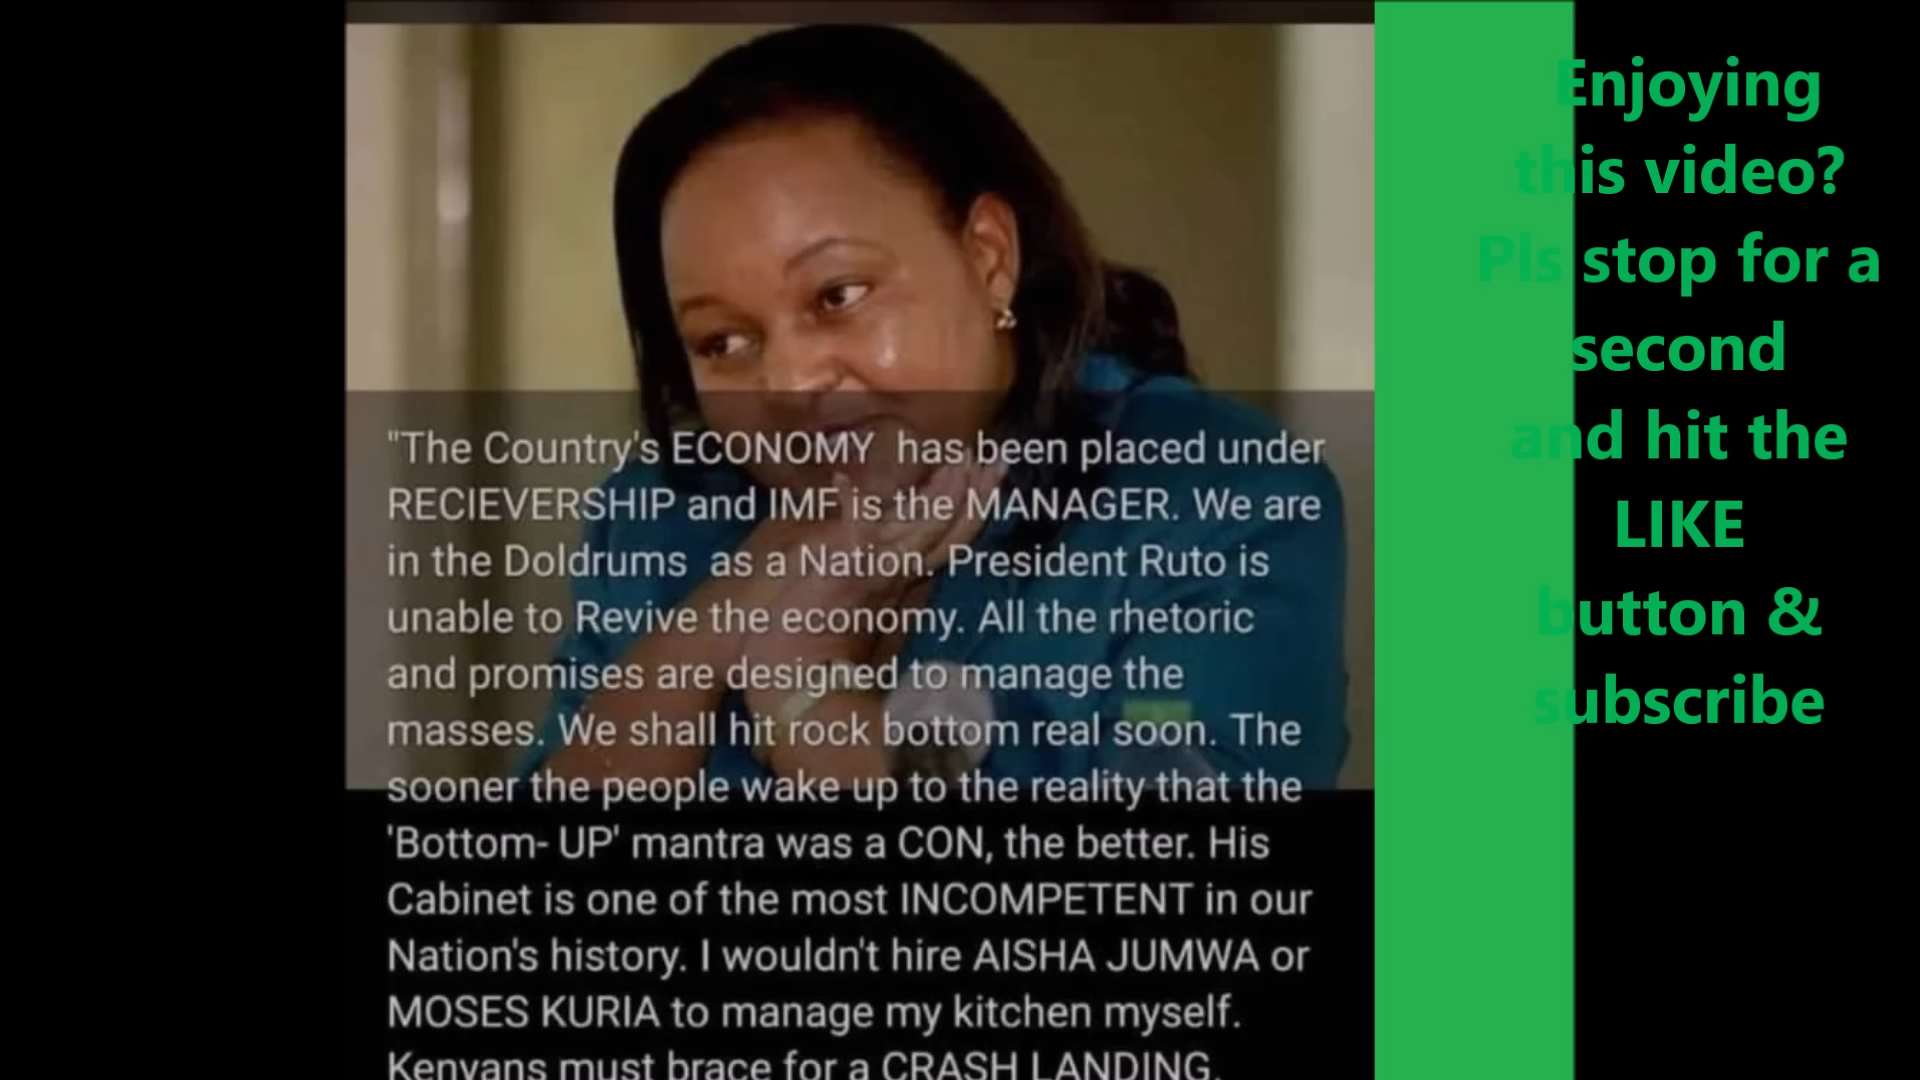 "The Country's ECONOMY has been placed under
RECIEVERSHIP and IMF is the MANAGER. We are
in the Doldrums as a Nation. President Ruto is
unable to Revive the economy. All the rhetoric
and promises are designed to manage the
masses. We shall hit rock bottom real soon. The
sooner the people wake up to the reality that the
'Bottom- UP' mantra was a CON, the better. His
Cabinet is one of the most INCOMPETENT in our
Nation's history. I wouldn't hire AISHA JUMWA or
MOSES KURIA to manage my kitchen myself.
Kenyans must brace for a CRASH LANDING.
Enjoying
this video?
Pls stop for a
second
and hit the
LIKE
button &
subscribe